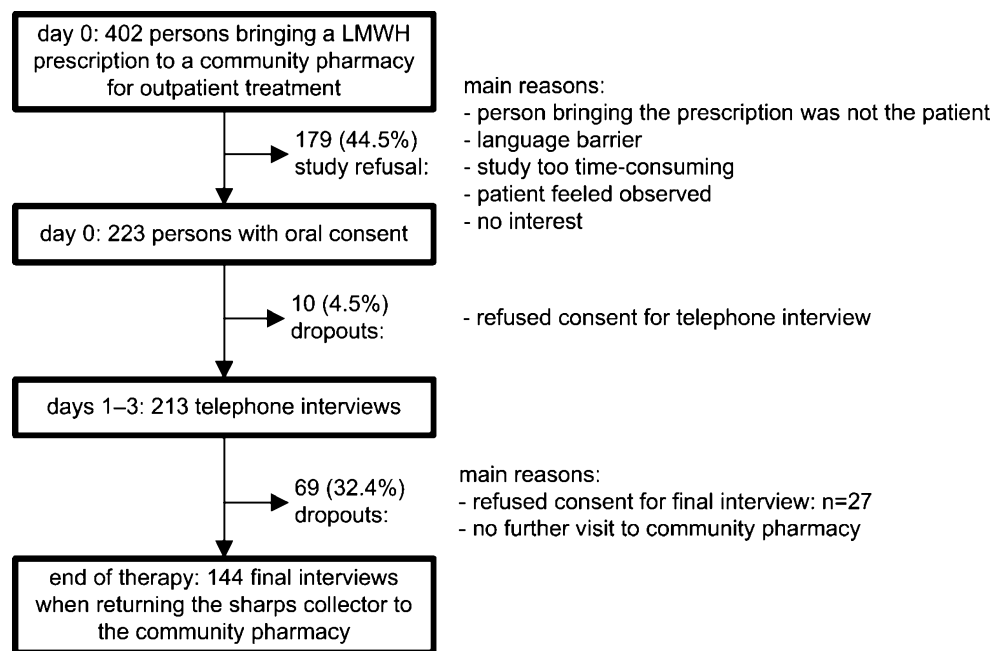 day 0: 402 persons bringing a LMWH
prescription to a community pharmacy
for outpatient treatment
main reasons:
- person bringing the prescription was not the patient
- language barrier
- study too time-consuming
- patient feeled observed
- no interest
179 (44.5%)
study refusal:
day 0: 223 persons with oral consent
10 (4.5%)
dropouts:
- refused consent for telephone interview
days 1–3: 213 telephone interviews
69 (32.4%)
dropouts:
main reasons:
- refused consent for final interview: n=27
- no further visit to community pharmacy
end of therapy: 144 final interviews
when returning the sharps collector to
the community pharmacy